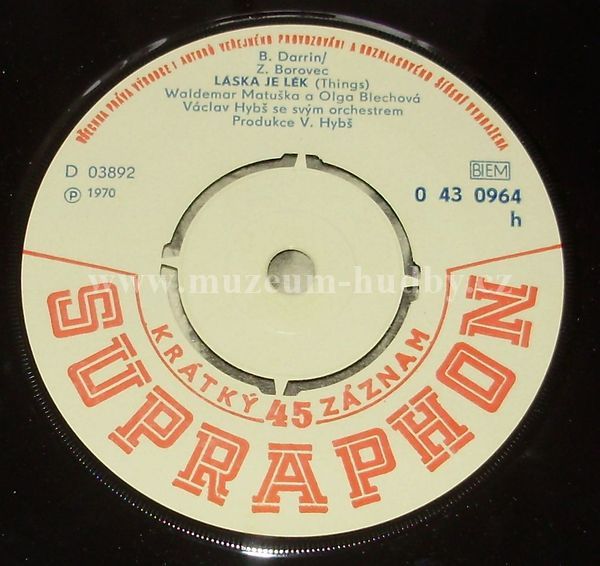 VŠECHNA PRÁVA VÝROBCE I AUTORŮ VEŘEJNÉHO PROVOZOVÁNÍ A ROZHLASOVÉHO ŠÍŘENÍ VYHRAŽENA
B. Darrin/
Z. Borovec
LÁSKA JE LÉK (Things)
Waldemar Matuška a Olga Blechová
Václav Hybš se svým orchestrem
Produkce V. Hybš
D 03892
BIEM
Ⓟ 1970
0 43 0964
h
www.muzeum-hudby.cz
KRÁTKÝ 45 ZÁZNAM
SUPRAPHON